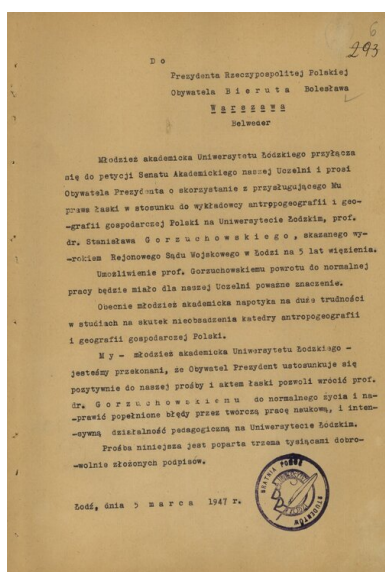 6
293
D o
Prezydenta Rzeczypospolitej Polskiej
Obywatela B i e r u t a Bolesława
W a r s z a w a
Belweder
Młodzież akademicka Uniwersytetu Łódzkiego przyłącza
się do petycji Senatu Akademickiego naszej Uczelni i prosi
Obywatela Prezydenta o skorzystanie z przysługującego Mu
prawa łaski w stosunku do wykładowcy antropogeografii i geo-
-grafii gospodarczej Polski na Uniwersytecie Łódzkim, prof.
dr. Stanisława G o r z u c h o w s k i e g o , skazanego wy-
-rokiem Rejonowego Sądu Wojskowego w Łodzi na 5 lat więzienia.
Umożliwienie prof. Gorzuchowskiemu powrotu do normalnej
pracy będzie miało dla naszej Uczelni poważne znaczenie.
Obecnie młodzież akademicka napotyka na duże trudności
w studiach na skutek nieobsadzenia katedry antropogeografii
i geografii gospodarczej Polski.
M y - młodzież akademicka Uniwersytetu Łódzkiego -
jesteśmy przekonani, że Obywatel Prezydent ustosunkuje się
pozytywnie do naszej prośby i aktem łaski pozwoli wrócić prof.
dr. G o r z u c h o w s k i e m u do normalnego życia i na-
-prawić popełnione błędy przez twórczą pracę naukową, i inten-
-sywną działalność pedagogiczną na Uniwersytecie Łódzkim.
Prośba niniejsza jest poparta trzema tysiącami dobro-
-wolnie złożonych podpisów.
Łódź, dnia 5 m a r c a 1947 r.
BRATNIA POMOC
STUDENTÓW